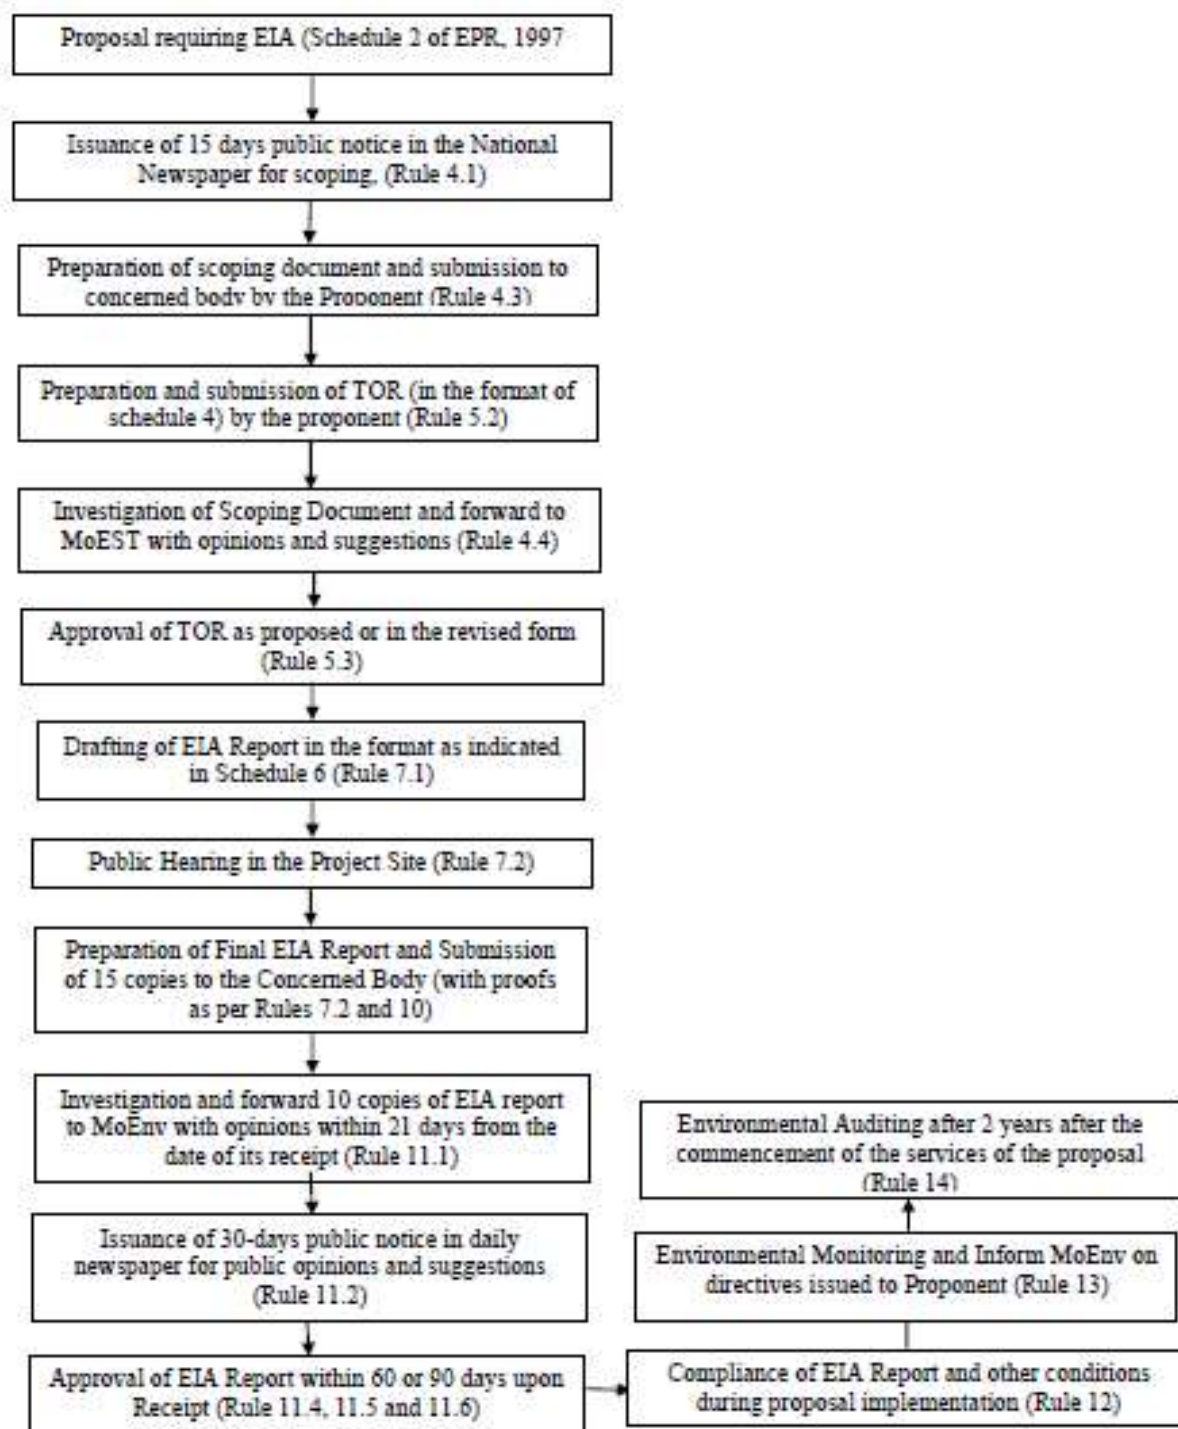 Proposal requiring EIA (Schedule 2 of EPR, 1997
Issuance of 15 days public notice in the National
Newspaper for scoping, (Rule 4.1)
Preparation of scoping document and submission to
concerned body by the Proponent (Rule 4.3)
Preparation and submission of TOR (in the format of
schedule 4) by the proponent (Rule 5.2)
Investigation of Scoping Document and forward to
MoEST with opinions and suggestions (Rule 4.4)
Approval of TOR as proposed or in the revised form
(Rule 5.3)
Drafting of EIA Report in the format as indicated
in Schedule 6 (Rule 7.1)
Public Hearing in the Project Site (Rule 7.2)
Preparation of Final EIA Report and Submission
of 15 copies to the Concerned Body (with proofs
as per Rules 7.2 and 10)
Investigation and forward 10 copies of EIA report
to MoEnv with opinions within 21 days from the
date of its receipt (Rule 11.1)
Issuance of 30-days public notice in daily
newspaper for public opinions and suggestions
(Rule 11.2)
Approval of EIA Report within 60 or 90 days upon
Receipt (Rule 11.4, 11.5 and 11.6)
Compliance of EIA Report and other conditions
during proposal implementation (Rule 12)
Environmental Monitoring and Inform MoEnv on
directives issued to Proponent (Rule 13)
Environmental Auditing after 2 years after the
commencement of the services of the proposal
(Rule 14)